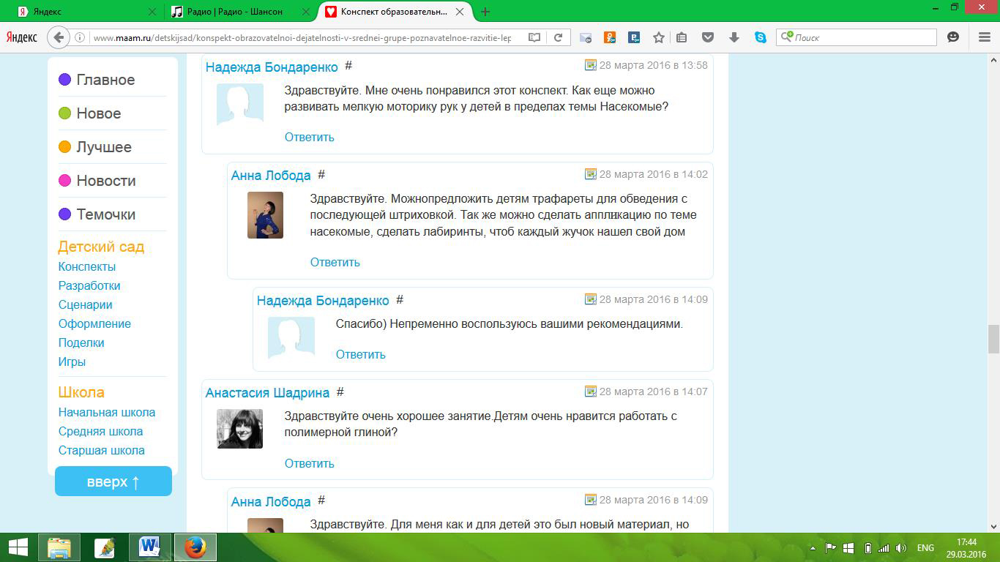 Яндекс
Радио | Радио - Шансон
Конспект образовательн...
Яндекс
www.maam.ru/detskijsad/konspekt-obrazovatelnoi-dejatelnosti-v-srednei-grupe-poznavatelnoe-razvitie-lep
Поиск
Главное
Новое
Лучшее
Новости
Темочки
Детский сад
Конспекты
Разработки
Сценарии
Оформление
Поделки
Игры
Школа
Начальная школа
Средняя школа
Старшая школа
вверх ↑
Надежда Бондаренко #
28 марта 2016 в 13:58
Здравствуйте. Мне очень понравился этот конспект. Как еще можно
развивать мелкую моторику рук у детей в пределах темы Насекомые?
Ответить
Анна Лобода #
28 марта 2016 в 14:02
Здравствуйте. Можнопредложить детям трафареты для обведения с
последующей штриховкой. Так же можно сделать аппликацию по теме
насекомые, сделать лабиринты, чтоб каждый жучок нашел свой дом
Ответить
Надежда Бондаренко #
28 марта 2016 в 14:09
Спасибо) Непременно воспользуюсь вашими рекомендациями.
Ответить
Анастасия Шадрина #
28 марта 2016 в 14:07
Здравствуйте очень хорошее занятие.Детям очень нравится работать с
полимерной глиной?
Ответить
Анна Лобода #
28 марта 2016 в 14:09
Здравствуйте. Для меня как и для детей это был новый материал, но
ENG
17:44
29.03.2016